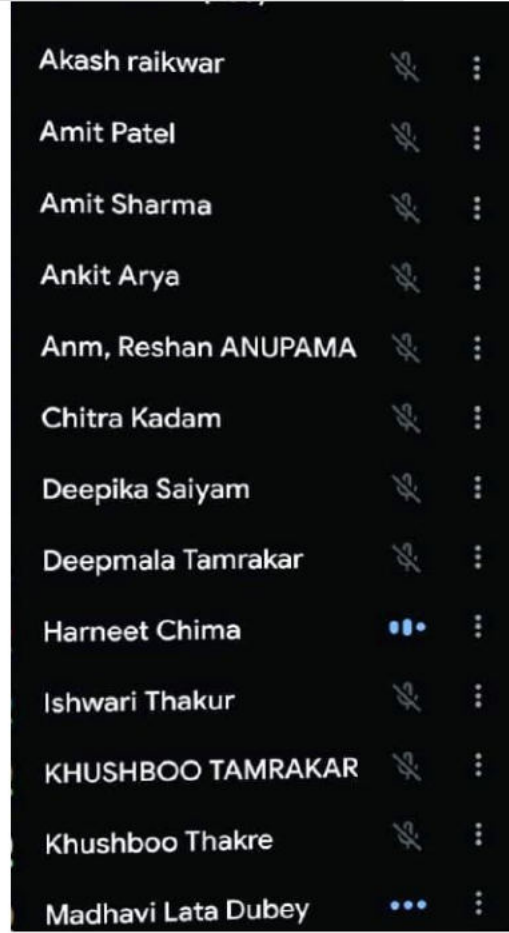 Akash raikwar
Amit Patel
Amit Sharma
Ankit Arya
Anm, Reshan ANUPAMA
Chitra Kadam
Deepika Saiyam
Deepmala Tamrakar
Harneet Chima
Ishwari Thakur
KHUSHBOO TAMRAKAR
Khushboo Thakre
Madhavi Lata Dubey